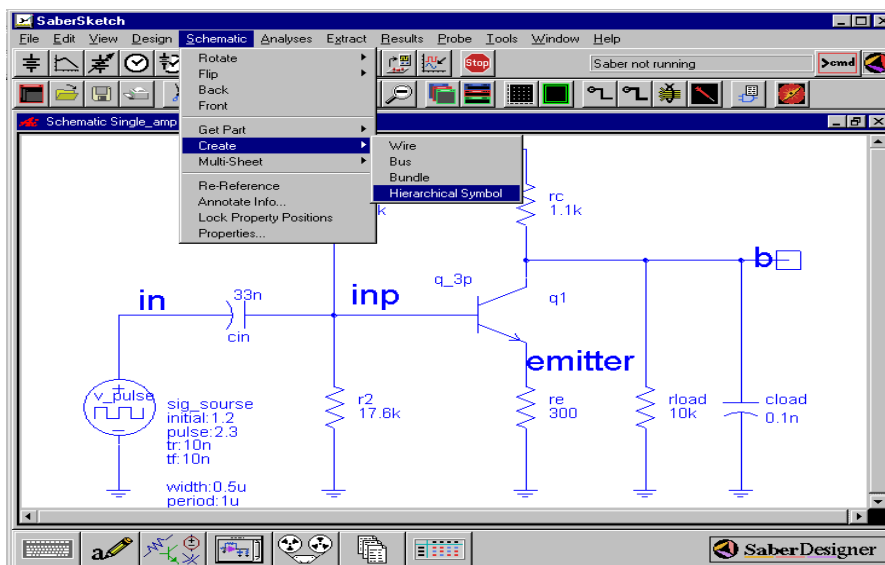 SaberSketch
File Edit View Design Schematic Analyses Extract Results Probe Tools Window Help
Stop
Saber not running
>cmd
Schematic Single_amp
Rotate
Flip
Back
Front
Get Part
Create
Multi-Sheet
Re-Reference
Annotate Info...
Lock Property Positions
Properties...
Wire
Bus
Bundle
Hierarchical Symbol
k
rc
1.1k
b
in
33n
cin
inp
q_3p
q1
emitter
v_pulse
sig_sourse
initial:1.2
pulse:2.3
tr:10n
tf:10n
width:0.5u
period:1u
r2
17.6k
re
300
rload
10k
cload
0.1n
a
SaberDesigner